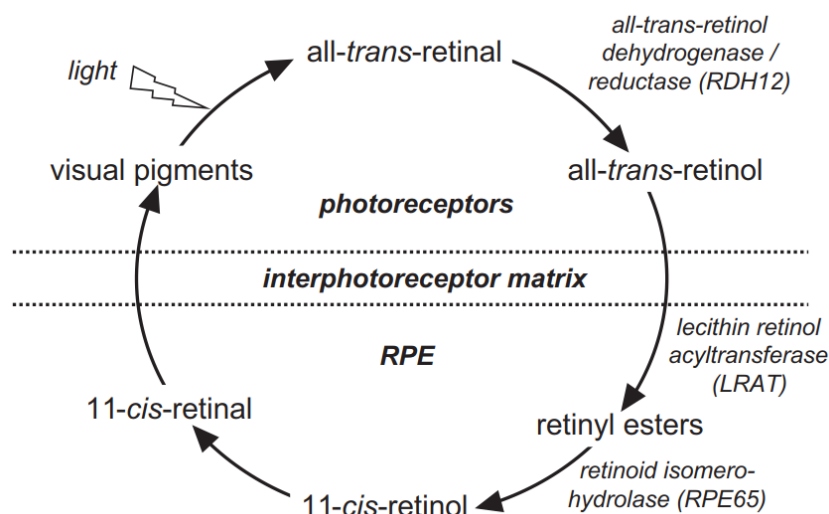 all-trans-retinal
all-trans-retinol
dehydrogenase /
reductase (RDH12)
light
visual pigments
all-trans-retinol
photoreceptors
interphotoreceptor matrix
RPE
lecithin retinol
acyltransferase
(LRAT)
11-cis-retinal
retinyl esters
retinoid isomero-
hydrolase (RPE65)
11-cis-retinol